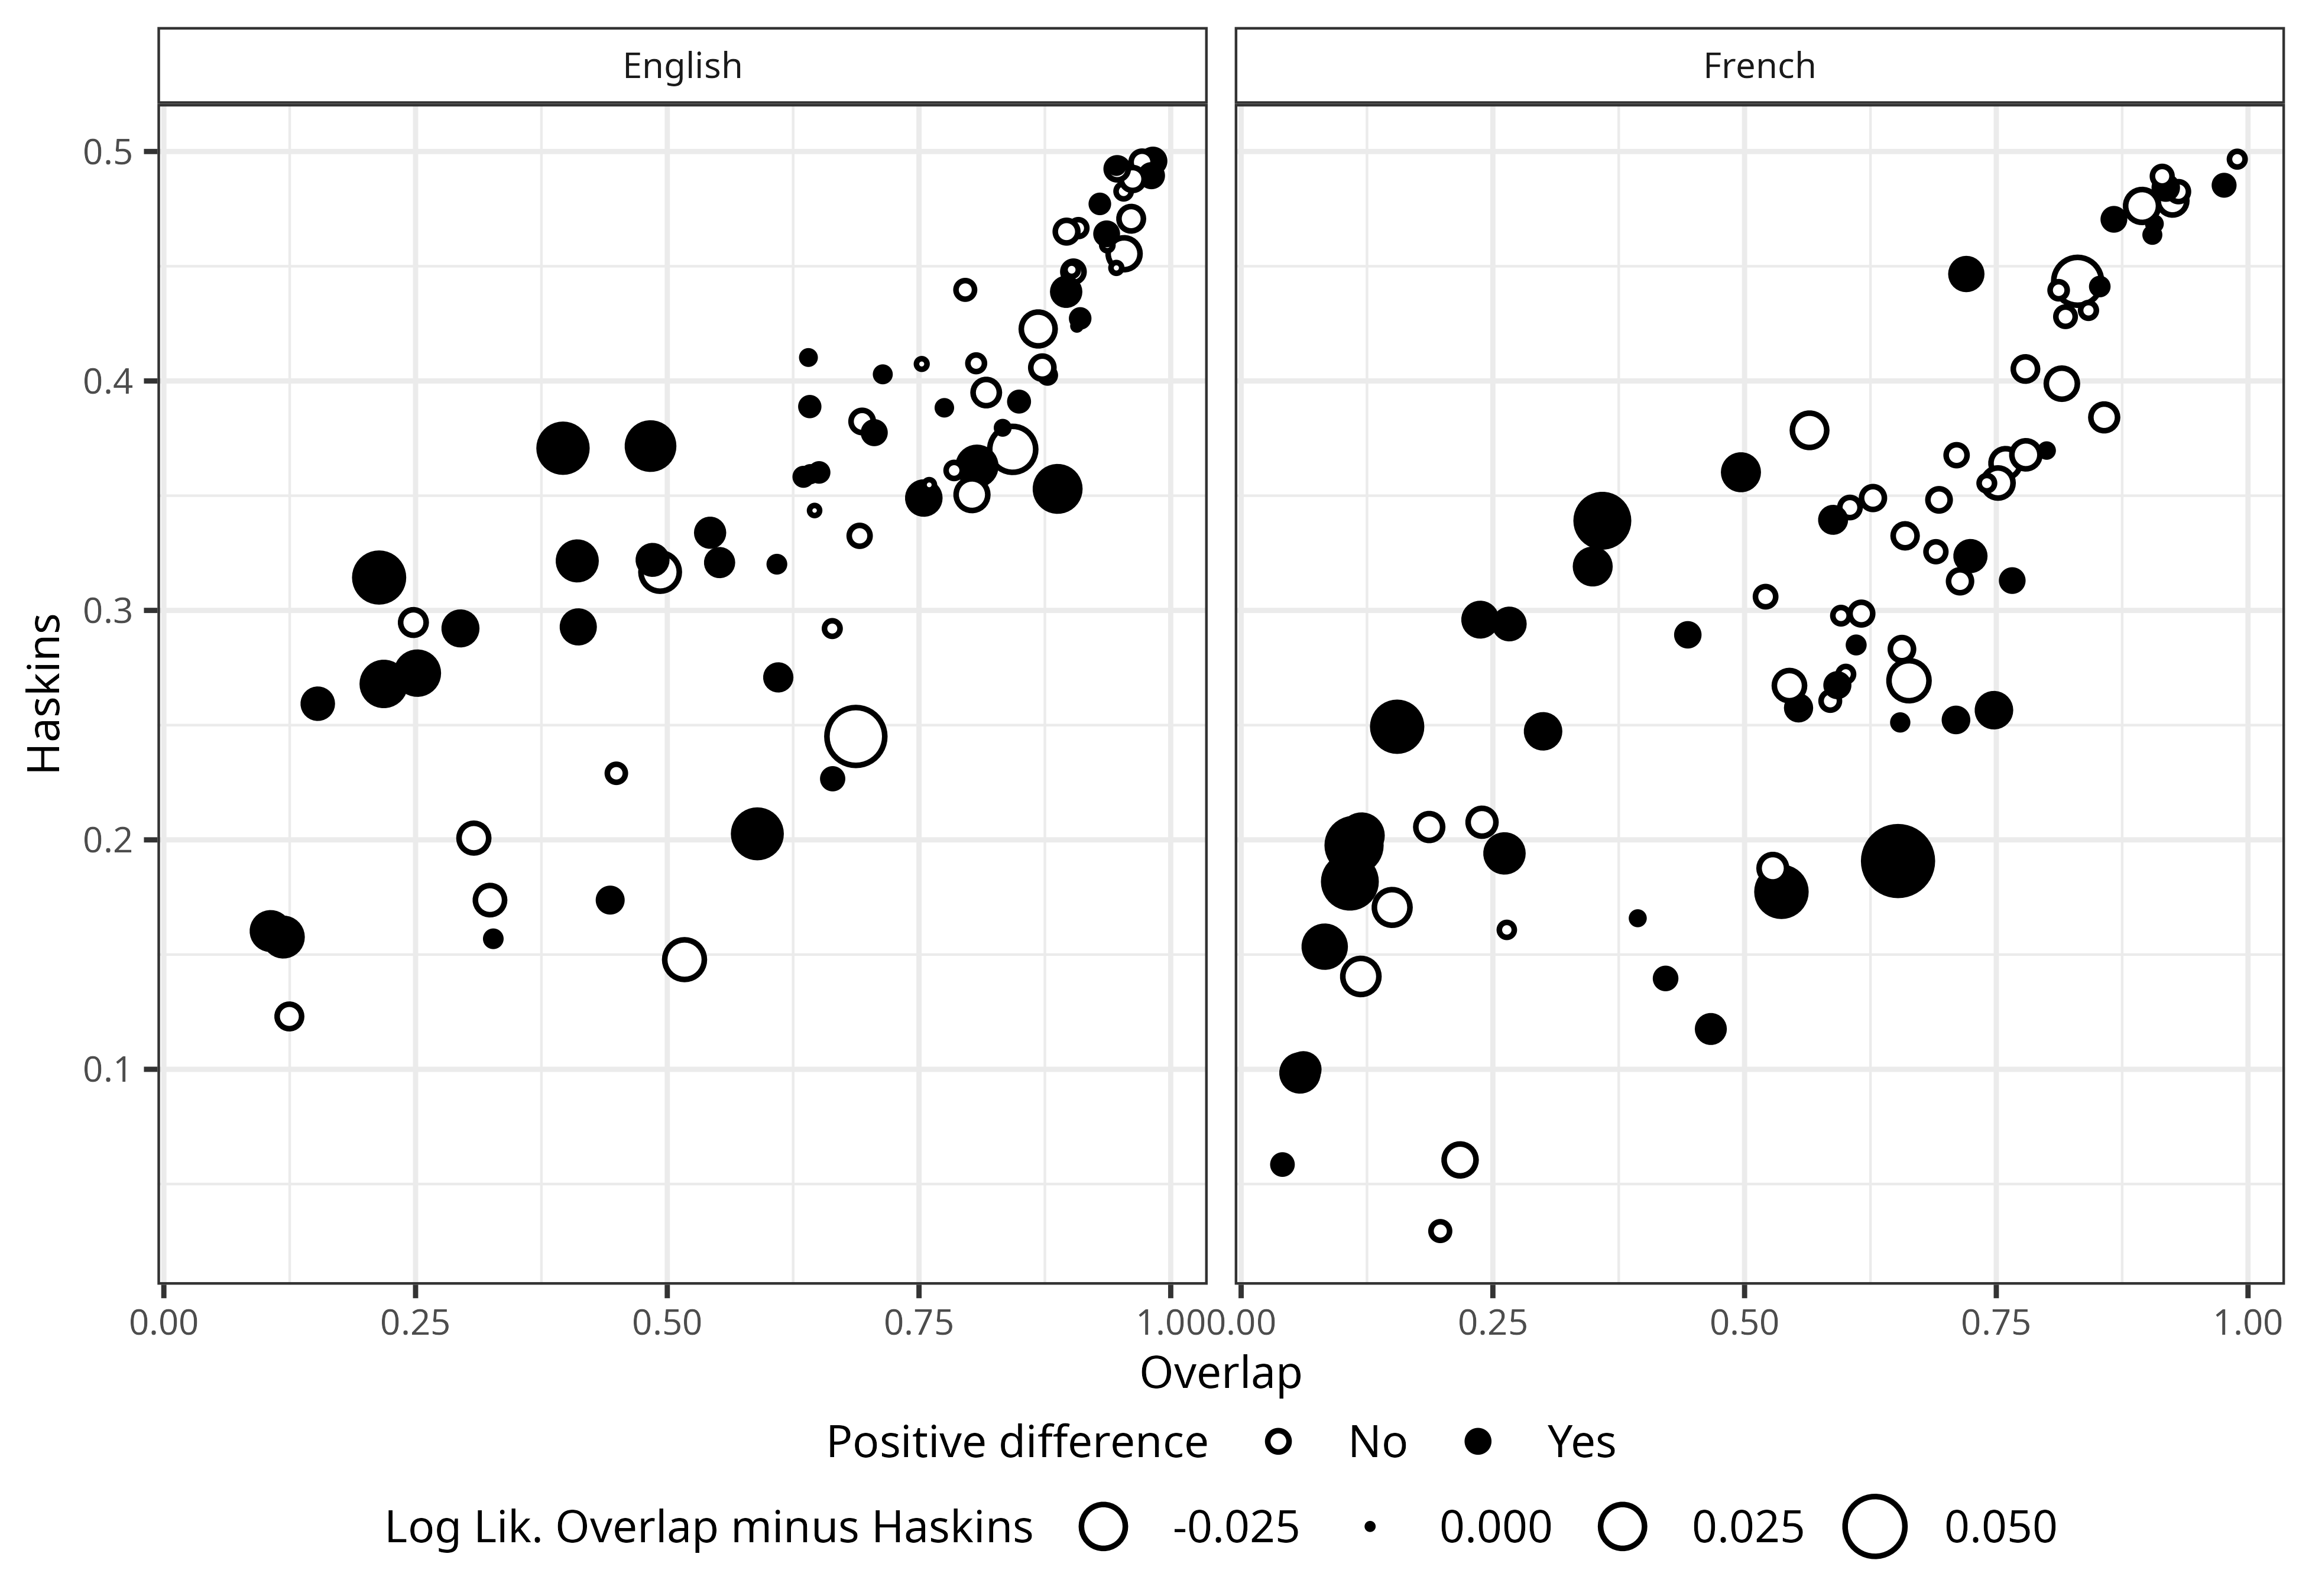 English French
0.5
0.4
0.3
0.2
0.1
Haskins
0.00 0.25 0.50 0.75 1.00 0.00 0.25 0.50 0.75 1.00
Overlap
Positive difference No Yes
Log Lik. Overlap minus Haskins -0.025 0.000 0.025 0.050